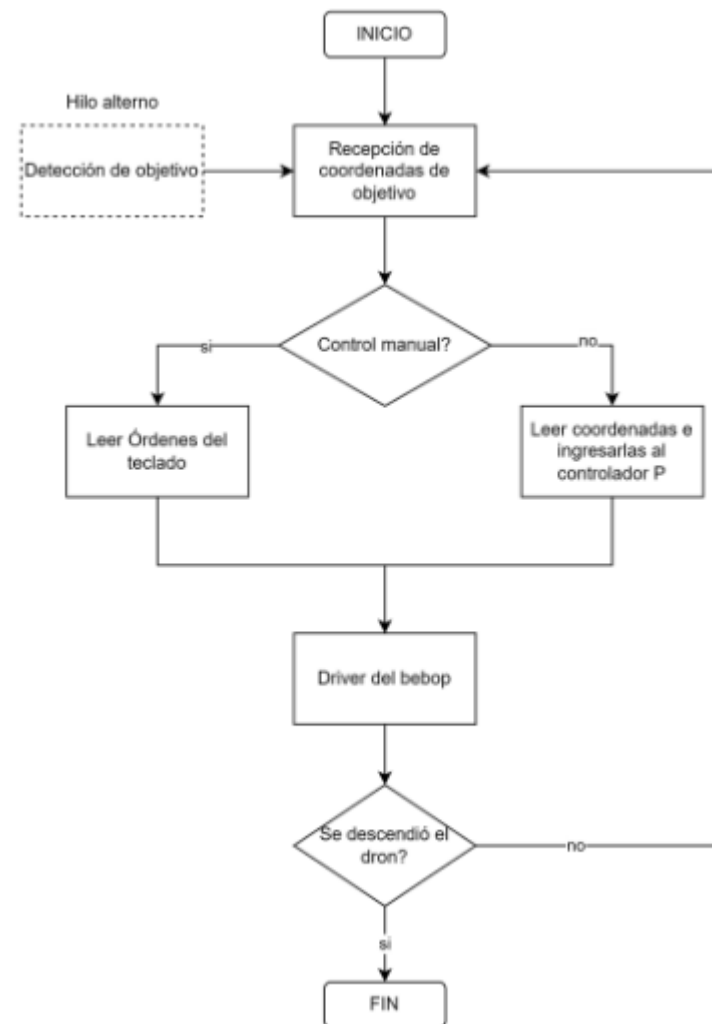 INICIO
Hilo alterno
Detección de objetivo
Recepción de
coordenadas de
objetivo
Control manual?
si
no
Leer Órdenes del
teclado
Leer coordenadas e
ingresarlas al
controlador P
Driver del bebop
Se descendió el
dron?
no
si
FIN